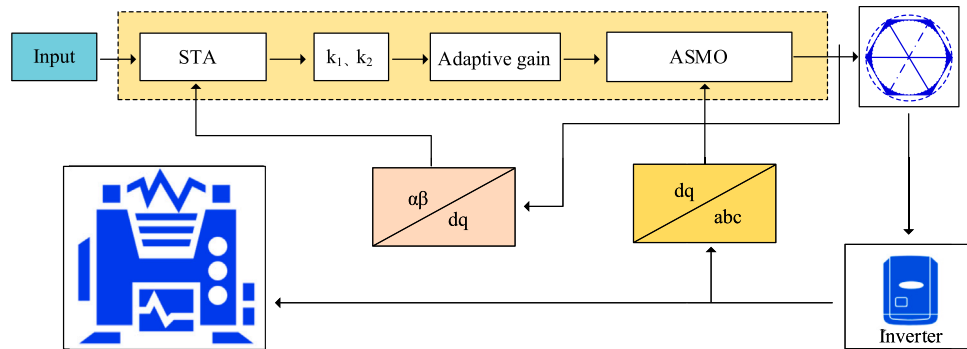 Input
STA
k₁、k₂
Adaptive gain
ASMO
αβ
dq
dq
abc
Inverter